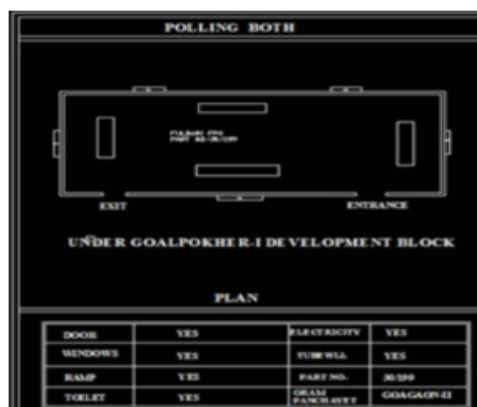 POLLING BOTH
EXIT
ENTRANCE
UNDER GOALPOKHER-I DEVELOPMENT BLOCK
PLAN
DOOR YES ELECTRICITY YES
WINDOWS YES TUBEWLL YES
RAMP YES PART NO. 30/199
TOILET YES GRAM PANCHAYET GOAGAON-II